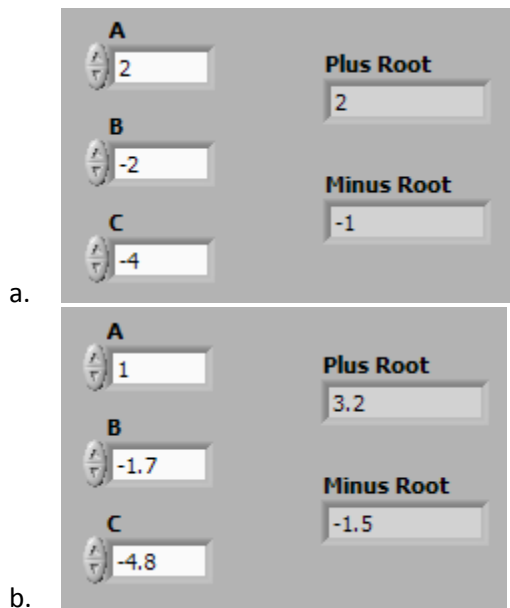 A
2
Plus Root
2
B
-2
Minus Root
-1
C
-4
a.
A
1
Plus Root
3.2
B
-1.7
Minus Root
-1.5
C
-4.8
b.